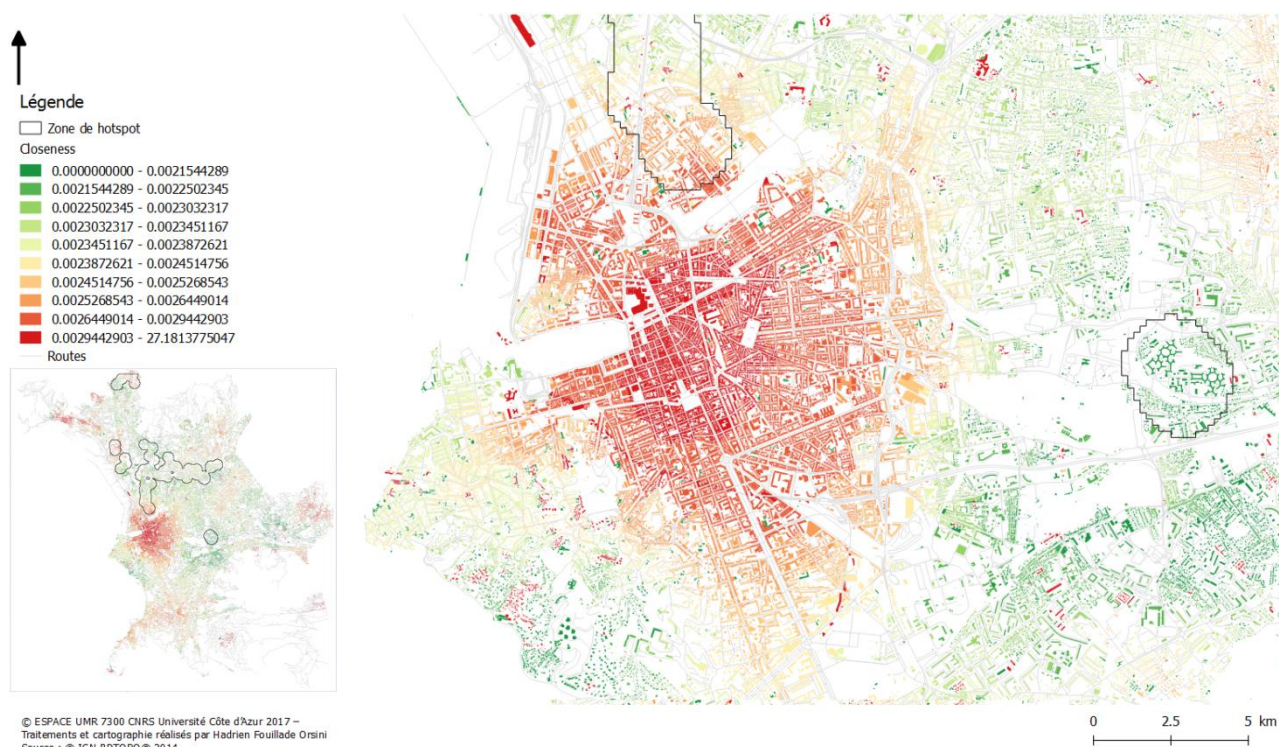 Légende
Zone de hotspot
Closeness
0.0000000000 - 0.0021544289
0.0021544289 - 0.0022502345
0.0022502345 - 0.0023032317
0.0023032317 - 0.0023451167
0.0023451167 - 0.0023872621
0.0023872621 - 0.0024514756
0.0024514756 - 0.0025268543
0.0025268543 - 0.0026449014
0.0026449014 - 0.0029442903
0.0029442903 - 27.1813775047
Routes
© ESPACE UMR 7300 CNRS Université Côte d'Azur 2017 –
Traitements et cartographie réalisés par Hadrien Fouillade Orsini
0 2.5 5 km